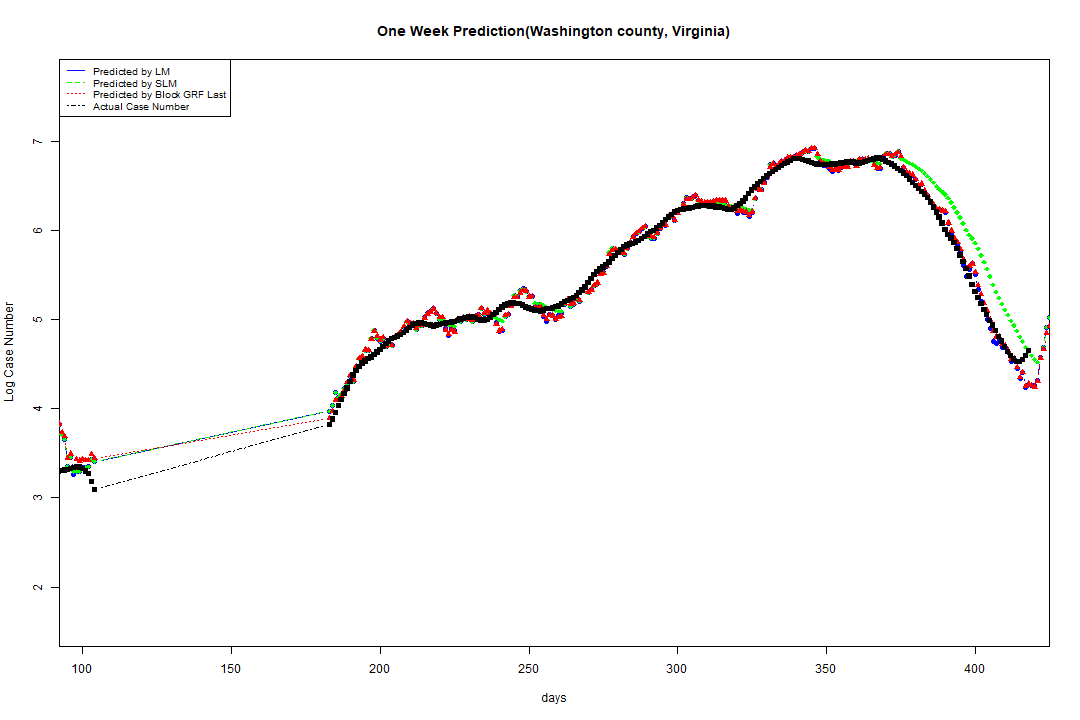 One Week Prediction(Washington county, Virginia)
Predicted by LM
Predicted by SLM
Predicted by Block GRF Last
Actual Case Number
7
6
5
4
3
2
Log Case Number
100 150 200 250 300 350 400
days